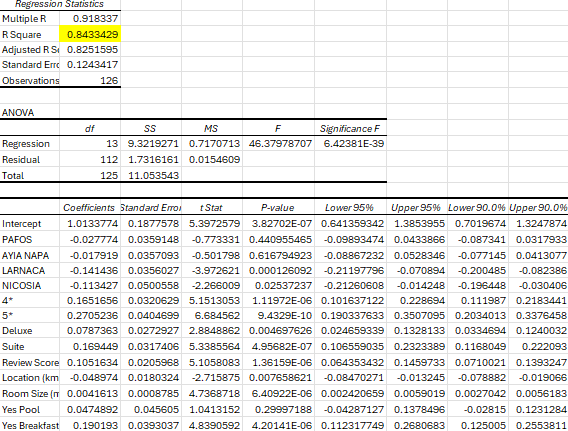 Regression Statistics
Multiple R 0.918337
R Square 0.8433429
Adjusted R Sq 0.8251595
Standard Erro 0.1243417
Observations 126
ANOVA
df SS MS F Significance F
Regression 13 9.3219271 0.7170713 46.37978707 6.42381E-39
Residual 112 1.7316161 0.0154609
Total 125 11.053543
Coefficients Standard Error t Stat P-value Lower 95% Upper 95% Lower 90.0% Upper 90.0%
Intercept 1.0133774 0.1877578 5.3972579 3.82702E-07 0.641359342 1.3853955 0.7019674 1.3247874
PAFOS -0.027774 0.0359148 -0.773331 0.440955465 -0.09893474 0.0433866 -0.087341 0.0317933
AYIA NAPA -0.017919 0.0357093 -0.501798 0.616794923 -0.08867232 0.0528346 -0.077145 0.0413077
LARNACA -0.141436 0.0356027 -3.972621 0.000126092 -0.21197796 -0.070894 -0.200485 -0.082386
NICOSIA -0.113427 0.0500558 -2.266009 0.02537237 -0.21260608 -0.014248 -0.196448 -0.030406
4* 0.1651656 0.0320629 5.1513053 1.11972E-06 0.101637122 0.228694 0.111987 0.2183441
5* 0.2705236 0.0404699 6.684562 9.4329E-10 0.190337633 0.3507095 0.2034013 0.3376458
Deluxe 0.0787363 0.0272927 2.8848862 0.004697626 0.024659339 0.1328133 0.0334694 0.1240032
Suite 0.169449 0.0317406 5.3385564 4.95682E-07 0.106559035 0.2323389 0.1168049 0.222093
Review Score 0.1051634 0.0205968 5.1058083 1.36159E-06 0.064353432 0.1459733 0.0710021 0.1393247
Location (km -0.048974 0.0180324 -2.715875 0.007658621 -0.08470271 -0.013245 -0.078882 -0.019066
Room Size (m 0.0041613 0.0008785 4.7368718 6.40922E-06 0.002420659 0.0059019 0.0027042 0.0056183
Yes Pool 0.0474892 0.045605 1.0413152 0.29997188 -0.04287127 0.1378496 -0.02815 0.1231284
Yes Breakfast 0.190193 0.0393037 4.8390592 4.20141E-06 0.112317749 0.2680683 0.125005 0.2553811